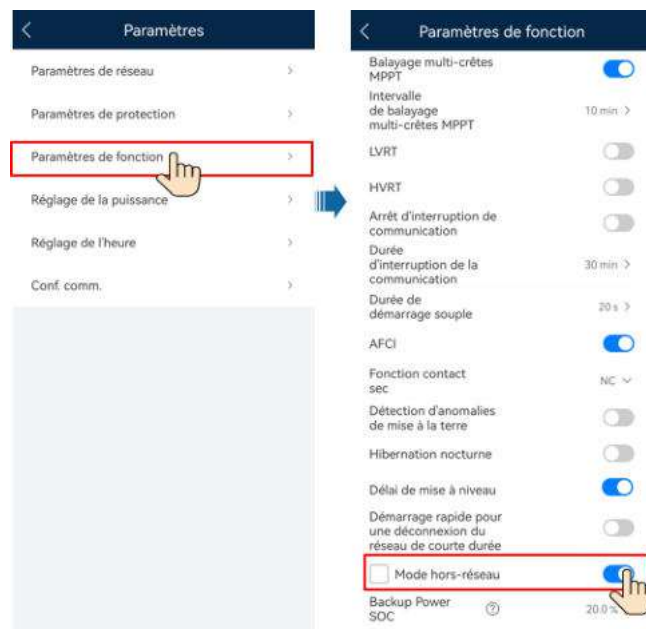 Paramètres
Paramètres de réseau
Paramètres de protection
Paramètres de fonction
Réglage de la puissance
Réglage de l'heure
Conf. comm.
Paramètres de fonction
Balayage multi-crêtes
MPPT
Intervalle
de balayage
multi-crêtes MPPT
10 min
LVRT
HVRT
Arrêt d'interruption de
communication
Durée
d'interruption de la
communication
30 min
Durée de
démarrage souple
20 s
AFCI
Fonction contact
sec
NC
Détection d'anomalies
de mise à la terre
Hibernation nocturne
Délai de mise à niveau
Démarrage rapide pour
une déconnexion du
réseau de courte durée
Mode hors-réseau
Backup Power
SOC
?
20.0 %